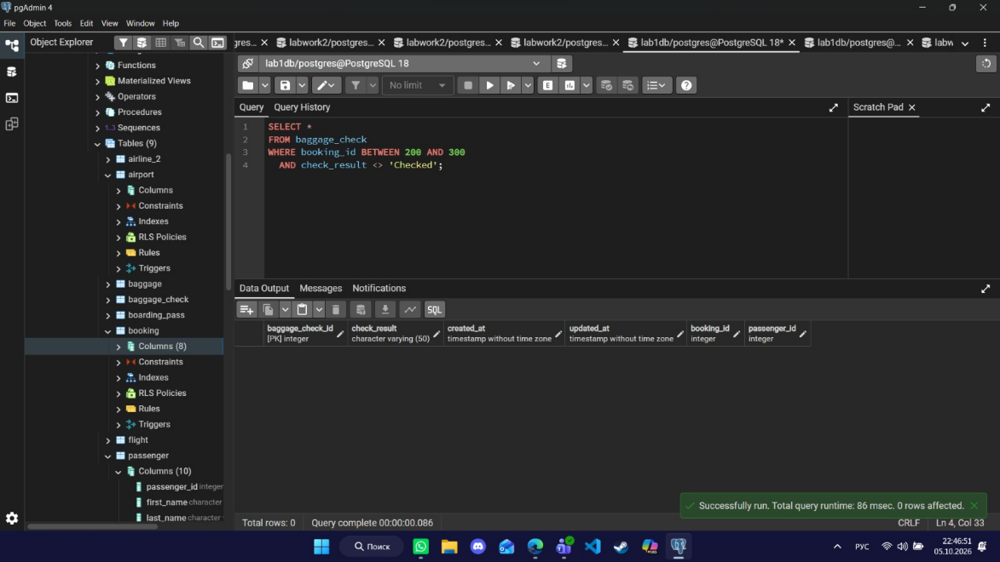 pgAdmin 4
File Object Tools Edit View Window Help
Object Explorer
gres...
labwork2/postgres...
labwork2/postgres...
labwork2/postgres...
lab1db/postgres@PostgreSQL 18*
lab1db/postgres@...
labw
lab1db/postgres@PostgreSQL 18
No limit
E
Query
Query History
Scratch Pad
1 SELECT *
2 FROM baggage_check
3 WHERE booking_id BETWEEN 200 AND 300
4 AND check_result <> 'Checked';
Functions
Materialized Views
Operators
Procedures
1..3 Sequences
Tables (9)
airline_2
airport
Columns
Constraints
Indexes
RLS Policies
Rules
Triggers
baggage
baggage_check
boarding_pass
booking
Columns (8)
Constraints
Indexes
RLS Policies
Rules
Triggers
flight
passenger
Columns (10)
passenger_id integer
first_name character
last_name character
Data Output
Messages
Notifications
SQL
baggage_check_id
[PK] integer
check_result
character varying (50)
created_at
timestamp without time zone
updated_at
timestamp without time zone
booking_id
integer
passenger_id
integer
Successfully run. Total query runtime: 86 msec. 0 rows affected.
Total rows: 0
Query complete 00:00:00.086
CRLF
Ln 4, Col 33
Поиск
РУС
22:46:51
05.10.2026